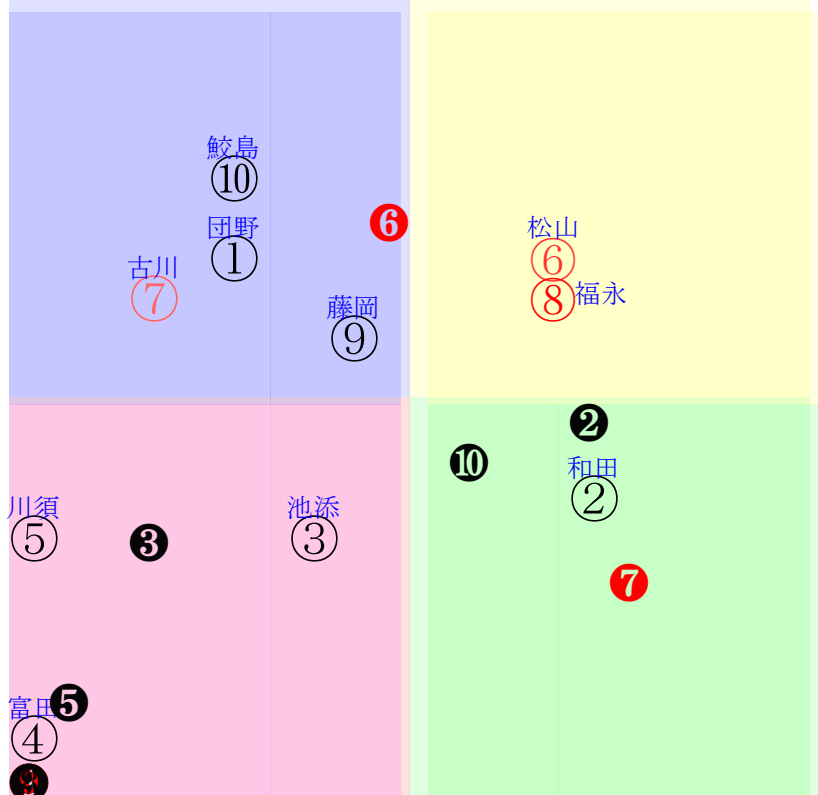 鮫島
⑩
❻
団野
①
松山
⑥
古川
⑦
⑧福永
藤岡
⑨
❷
❿
和田
②
川須
⑤
❸
池添
③
❼
富田
❺
④